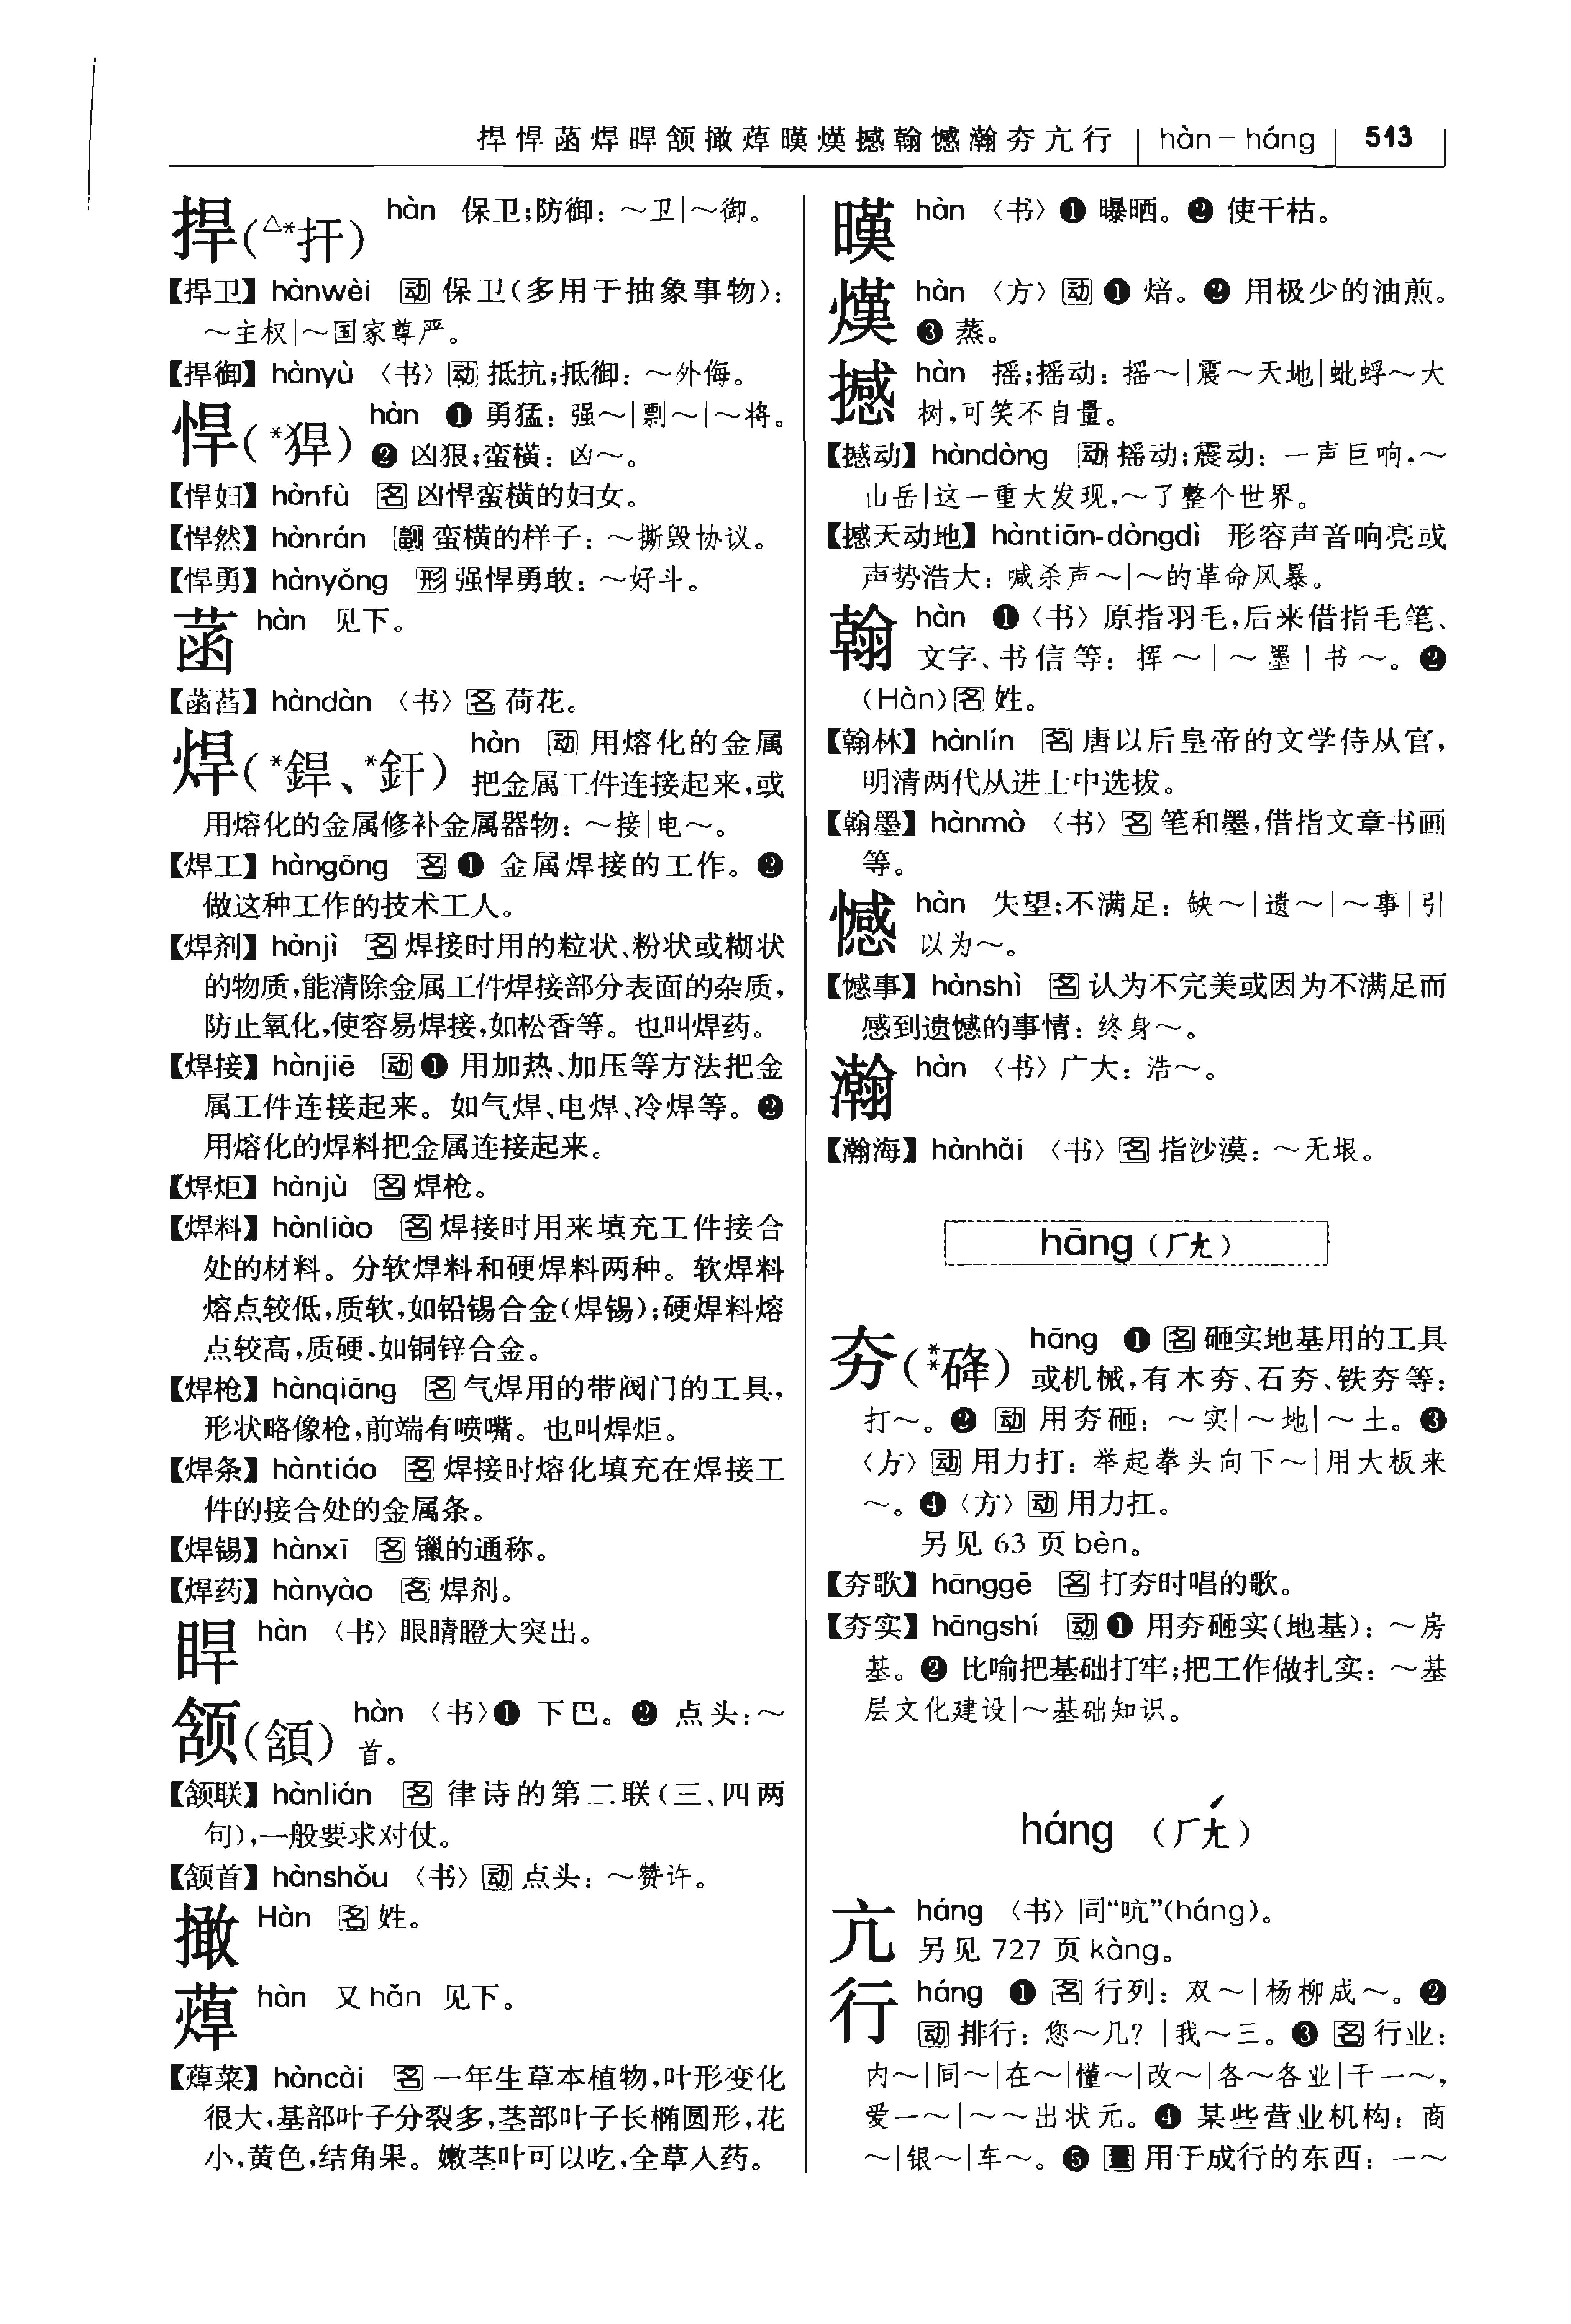 捍悍菡焊睅颔撖蔊暵熯撼翰憾瀚夯亢行 hàn－háng 513
捍(△*扞) hàn 保卫;防御：～卫|～御。
【捍卫】hànwèi 动 保卫(多用于抽象事物)：
～主权|～国家尊严。
【捍御】hànyù 〈书〉动 抵抗;抵御：～外侮。
悍(*猂) hàn ❶ 勇猛：强～|剽～|～将。
❷ 凶狠;蛮横：凶～。
【悍妇】hànfù 名 凶悍蛮横的妇女。
【悍然】hànrán 副 蛮横的样子：～撕毁协议。
【悍勇】hànyǒng 形 强悍勇敢：～好斗。
菡 hàn 见下。
【菡萏】hàndàn 〈书〉名 荷花。
焊(*銲、*釬) hàn 动 用熔化的金属
把金属工件连接起来,或
用熔化的金属修补金属器物：～接|电～。
【焊工】hàngōng 名 ❶ 金属焊接的工作。❷
做这种工作的技术工人。
【焊剂】hànjì 名 焊接时用的粒状、粉状或糊状
的物质,能清除金属工件焊接部分表面的杂质,
防止氧化,使容易焊接,如松香等。也叫焊药。
【焊接】hànjiē 动 ❶ 用加热、加压等方法把金
属工件连接起来。如气焊、电焊、冷焊等。❷
用熔化的焊料把金属连接起来。
【焊炬】hànjù 名 焊枪。
【焊料】hànliào 名 焊接时用来填充工件接合
处的材料。分软焊料和硬焊料两种。软焊料
熔点较低,质软,如铅锡合金(焊锡);硬焊料熔
点较高,质硬,如铜锌合金。
【焊枪】hànqiāng 名 气焊用的带阀门的工具,
形状略像枪,前端有喷嘴。也叫焊炬。
【焊条】hàntiáo 名 焊接时熔化填充在焊接工
件的接合处的金属条。
【焊锡】hànxī 名 镴的通称。
【焊药】hànyào 名 焊剂。
睅 hàn 〈书〉眼睛瞪大突出。
颔(頷) hàn 〈书〉❶ 下巴。❷ 点头：～
首。
【颔联】hànlián 名 律诗的第二联(三、四两
句),一般要求对仗。
【颔首】hànshǒu 〈书〉动 点头：～赞许。
撖 Hàn 名 姓。
蔊 hàn 又 hǎn 见下。
【蔊菜】hàncài 名 一年生草本植物,叶形变化
很大,基部叶子分裂多,茎部叶子长椭圆形,花
小,黄色,结角果。嫩茎叶可以吃,全草入药。
暵 hàn 〈书〉❶ 曝晒。❷ 使干枯。
熯 hàn 〈方〉动 ❶ 焙。❷ 用极少的油煎。
❸ 蒸。
撼 hàn 摇;摇动：摇～|震～天地|蚍蜉～大
树,可笑不自量。
【撼动】hàndòng 动 摇动;震动：一声巨响,～
山岳|这一重大发现,～了整个世界。
【撼天动地】hàntiān-dòngdì 形容声音响亮或
声势浩大：喊杀声～|～的革命风暴。
翰 hàn ❶〈书〉原指羽毛,后来借指毛笔、
文字、书信等：挥～|～墨|书～。❷
(Hàn)名 姓。
【翰林】hànlín 名 唐以后皇帝的文学侍从官,
明清两代从进士中选拔。
【翰墨】hànmò 〈书〉名 笔和墨,借指文章书画
等。
憾 hàn 失望;不满足：缺～|遗～|～事|引
以为～。
【憾事】hànshì 名 认为不完美或因为不满足而
感到遗憾的事情：终身～。
瀚 hàn 〈书〉广大：浩～。
【瀚海】hànhǎi 〈书〉名 指沙漠：～无垠。
hāng (ㄏㄤ)
夯(**硑) hāng ❶ 名 砸实地基用的工具
或机械,有木夯、石夯、铁夯等：
打～。❷ 动 用夯砸：～实|～地|～土。❸
〈方〉动 用力打：举起拳头向下～|用大板来
～。❹〈方〉动 用力扛。
另见 63 页 bèn。
【夯歌】hānggē 名 打夯时唱的歌。
【夯实】hāngshí 动 ❶ 用夯砸实(地基)：～房
基。❷ 比喻把基础打牢;把工作做扎实：～基
层文化建设|～基础知识。
háng (ㄏㄤˊ)
亢 háng 〈书〉同“吭”(háng)。
另见 727 页 kàng。
行 háng ❶ 名 行列：双～|杨柳成～。❷
动 排行：您～几？|我～三。❸ 名 行业：
内～|同～|在～|懂～|改～|各～各业|干一～,
爱一～|～～出状元。❹ 某些营业机构：商
～|银～|车～。❺ 量 用于成行的东西：一～